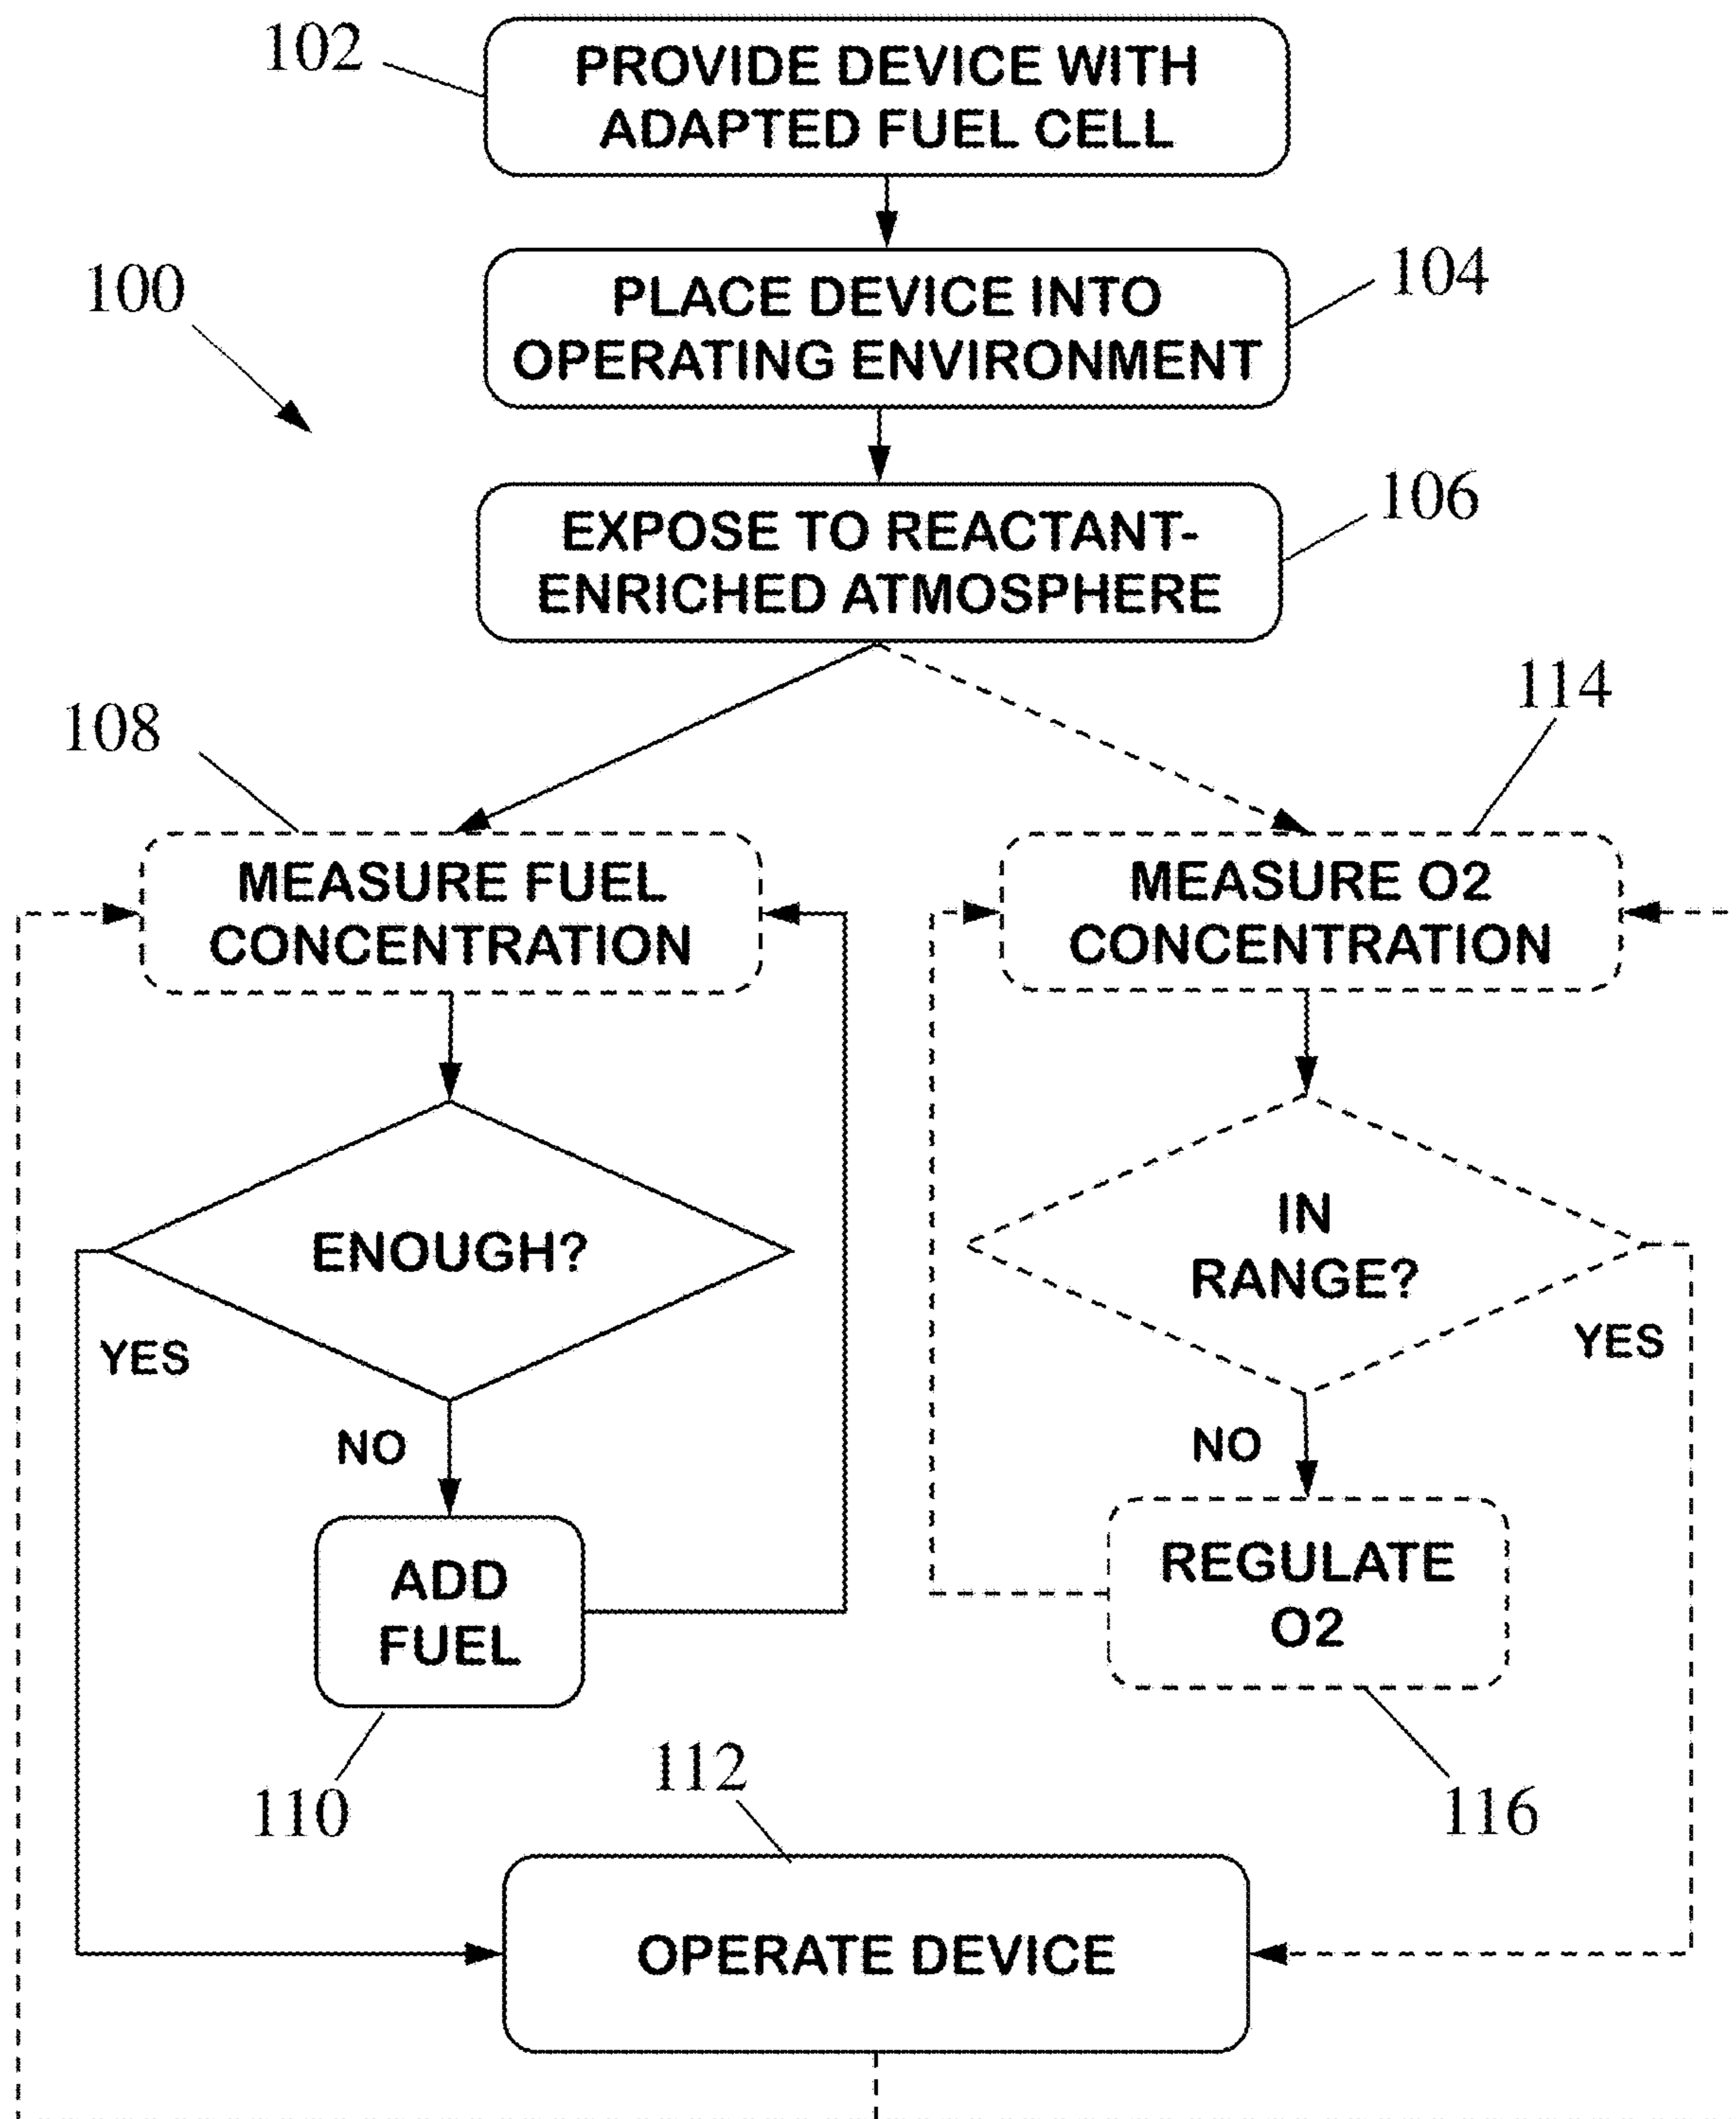 102
PROVIDE DEVICE WITH
ADAPTED FUEL CELL
100
PLACE DEVICE INTO
OPERATING ENVIRONMENT
104
EXPOSE TO REACTANT-
ENRICHED ATMOSPHERE
106
108
114
MEASURE FUEL
CONCENTRATION
MEASURE O2
CONCENTRATION
ENOUGH?
IN
RANGE?
YES
YES
NO
NO
ADD
FUEL
REGULATE
O2
110
112
116
OPERATE DEVICE